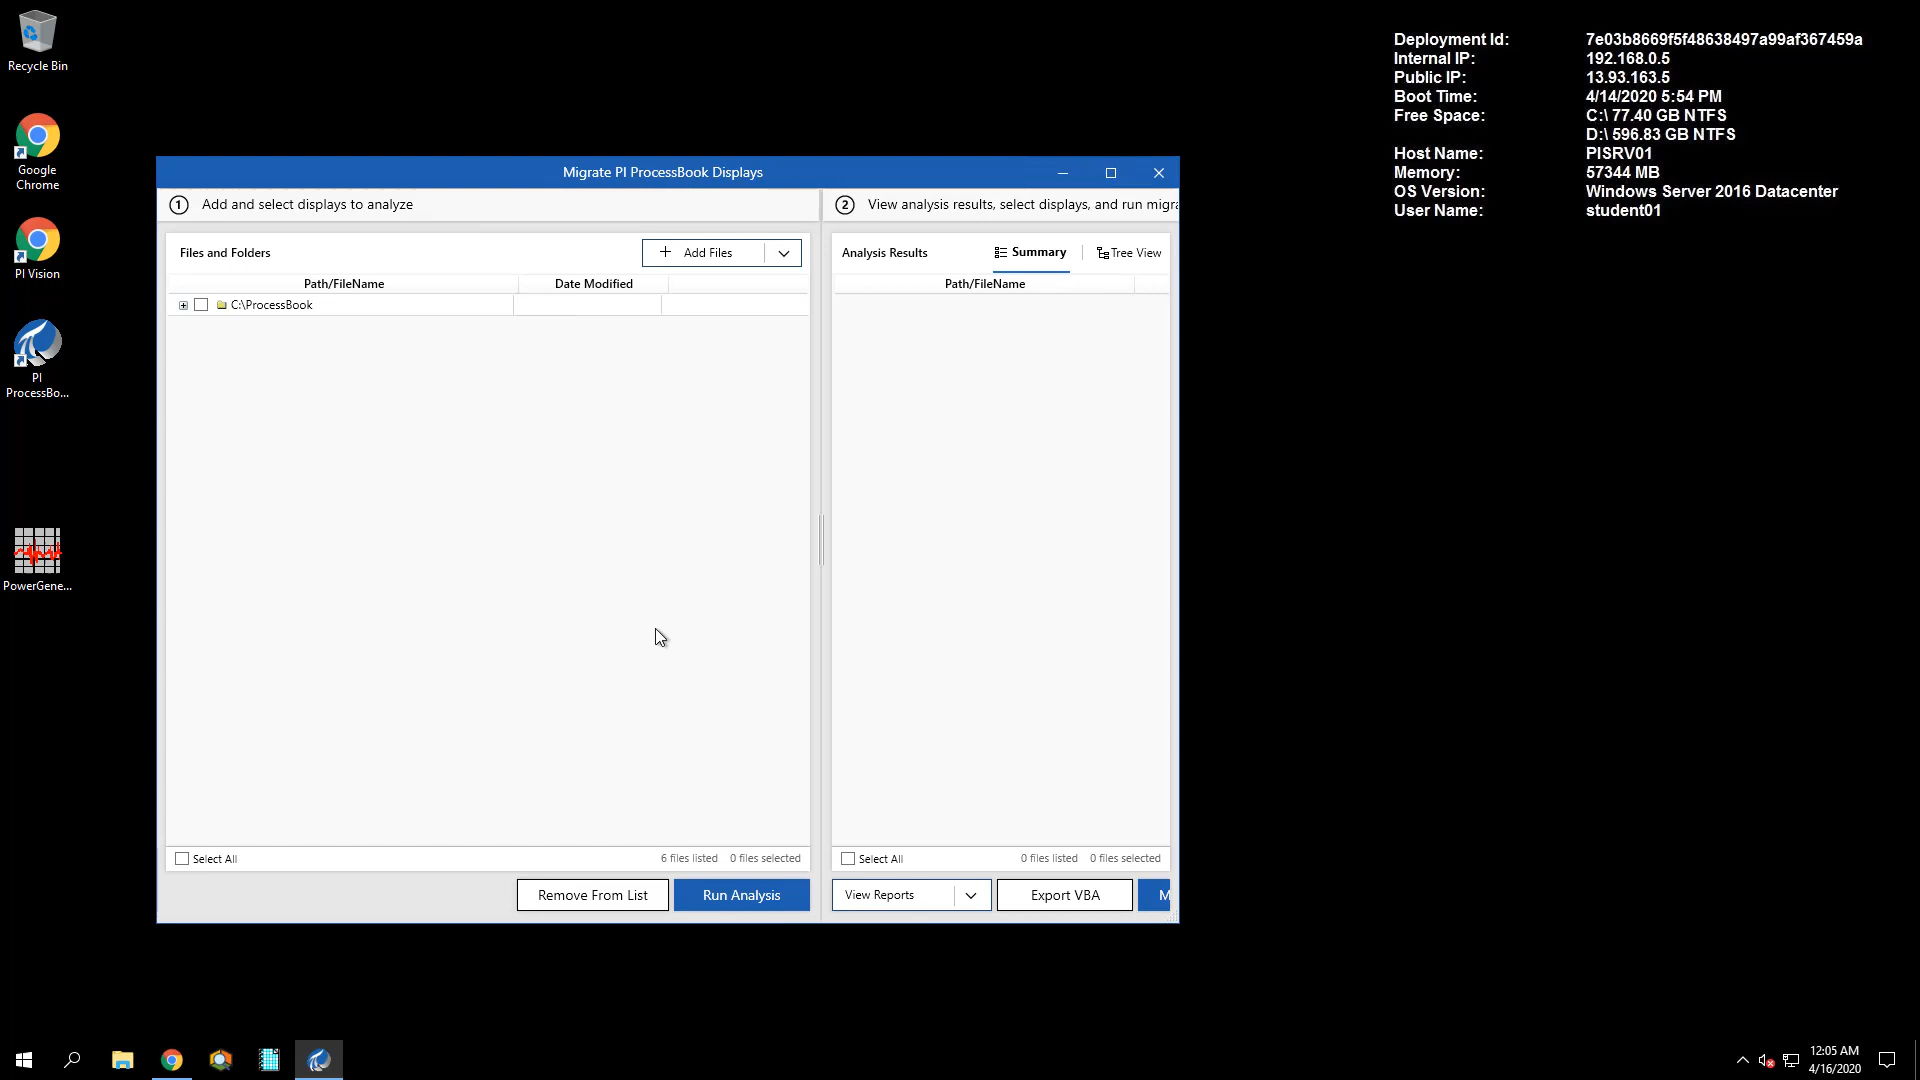 Recycle Bin
Google
Chrome
PI Vision
PI
ProcessBo...
PowerGene...
Deployment Id: 7e03b8669f5f48638497a99af367459a
Internal IP: 192.168.0.5
Public IP: 13.93.163.5
Boot Time: 4/14/2020 5:54 PM
Free Space: C:\ 77.40 GB NTFS
D:\ 596.83 GB NTFS
Host Name: PISRV01
Memory: 57344 MB
OS Version: Windows Server 2016 Datacenter
User Name: student01
Migrate PI ProcessBook Displays
1 Add and select displays to analyze
2 View analysis results, select displays, and run migra
Files and Folders
+ Add Files
Analysis Results
Summary
Tree View
Path/FileName Date Modified
Path/FileName
C:\ProcessBook
Select All 6 files listed 0 files selected
Select All 0 files listed 0 files selected
Remove From List
Run Analysis
View Reports
Export VBA
M
12:05 AM
4/16/2020